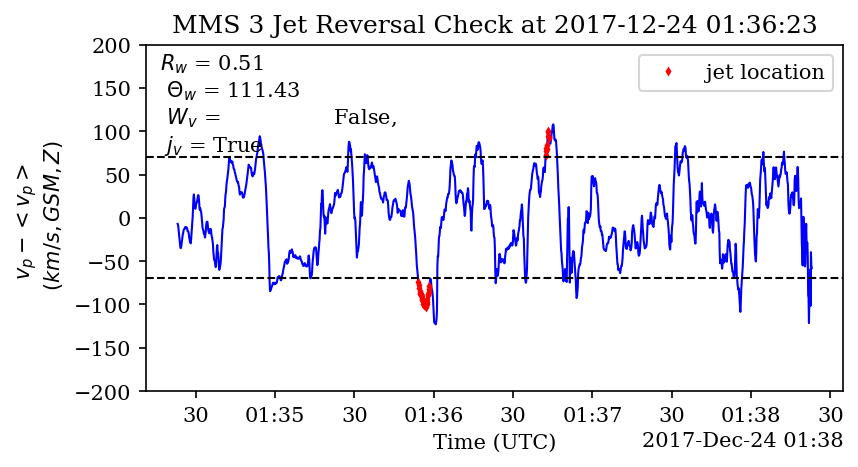 MMS 3 Jet Reversal Check at 2017-12-24 01:36:23
R_w = 0.51
Θ_w = 111.43
W_v = False,
j_v = True
jet location
200
150
100
50
0
−50
−100
−150
−200
v_p − < v_p >
(km/s, GSM, Z)
30 01:35 30 01:36 30 01:37 30 01:38 30
Time (UTC)
2017-Dec-24 01:38